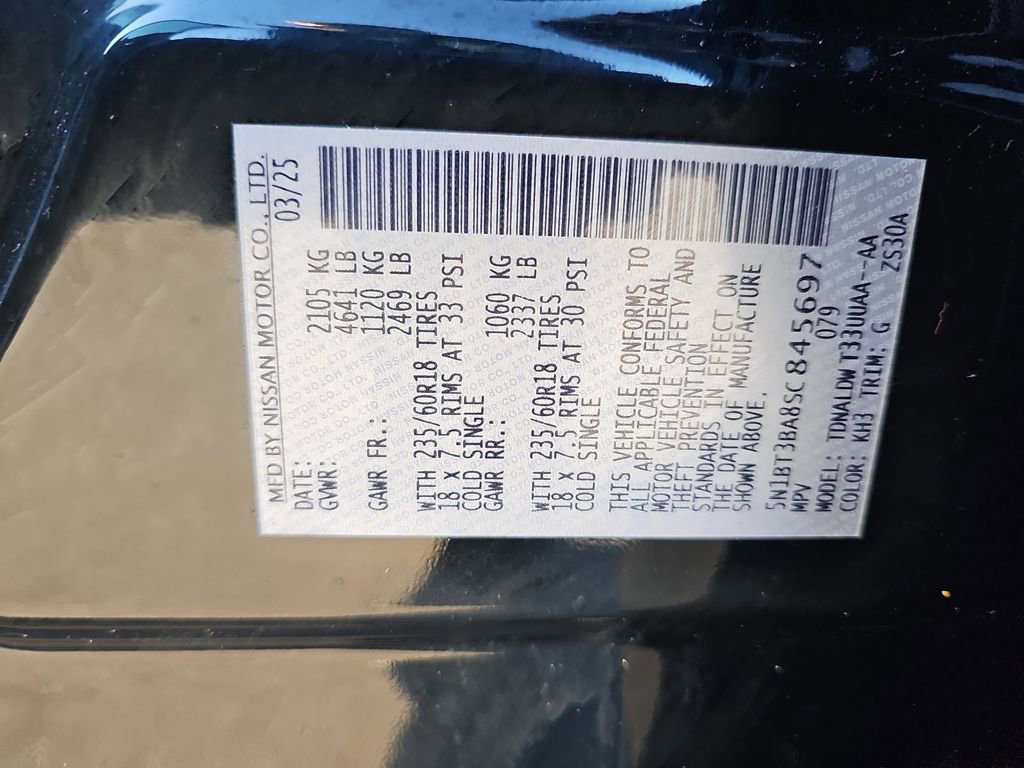 MFD BY NISSAN MOTOR CO., LTD.
DATE: 03/25
GVWR: 2105 KG
4641 LB
GAWR FR.: 1120 KG
2469 LB
WITH 235/60R18 TIRES
18 X 7.5 RIMS AT 33 PSI
COLD SINGLE
GAWR RR.: 1060 KG
2337 LB
WITH 235/60R18 TIRES
18 X 7.5 RIMS AT 30 PSI
COLD SINGLE
THIS VEHICLE CONFORMS TO
ALL APPLICABLE FEDERAL
MOTOR VEHICLE SAFETY AND
THEFT PREVENTION
STANDARDS IN EFFECT ON
THE DATE OF MANUFACTURE
SHOWN ABOVE.
5N1BT3BA8SC845697
MPV 079
MODEL: TDNALDW T33UUAA--AA
COLOR: KH3 TRIM: G ZS30A